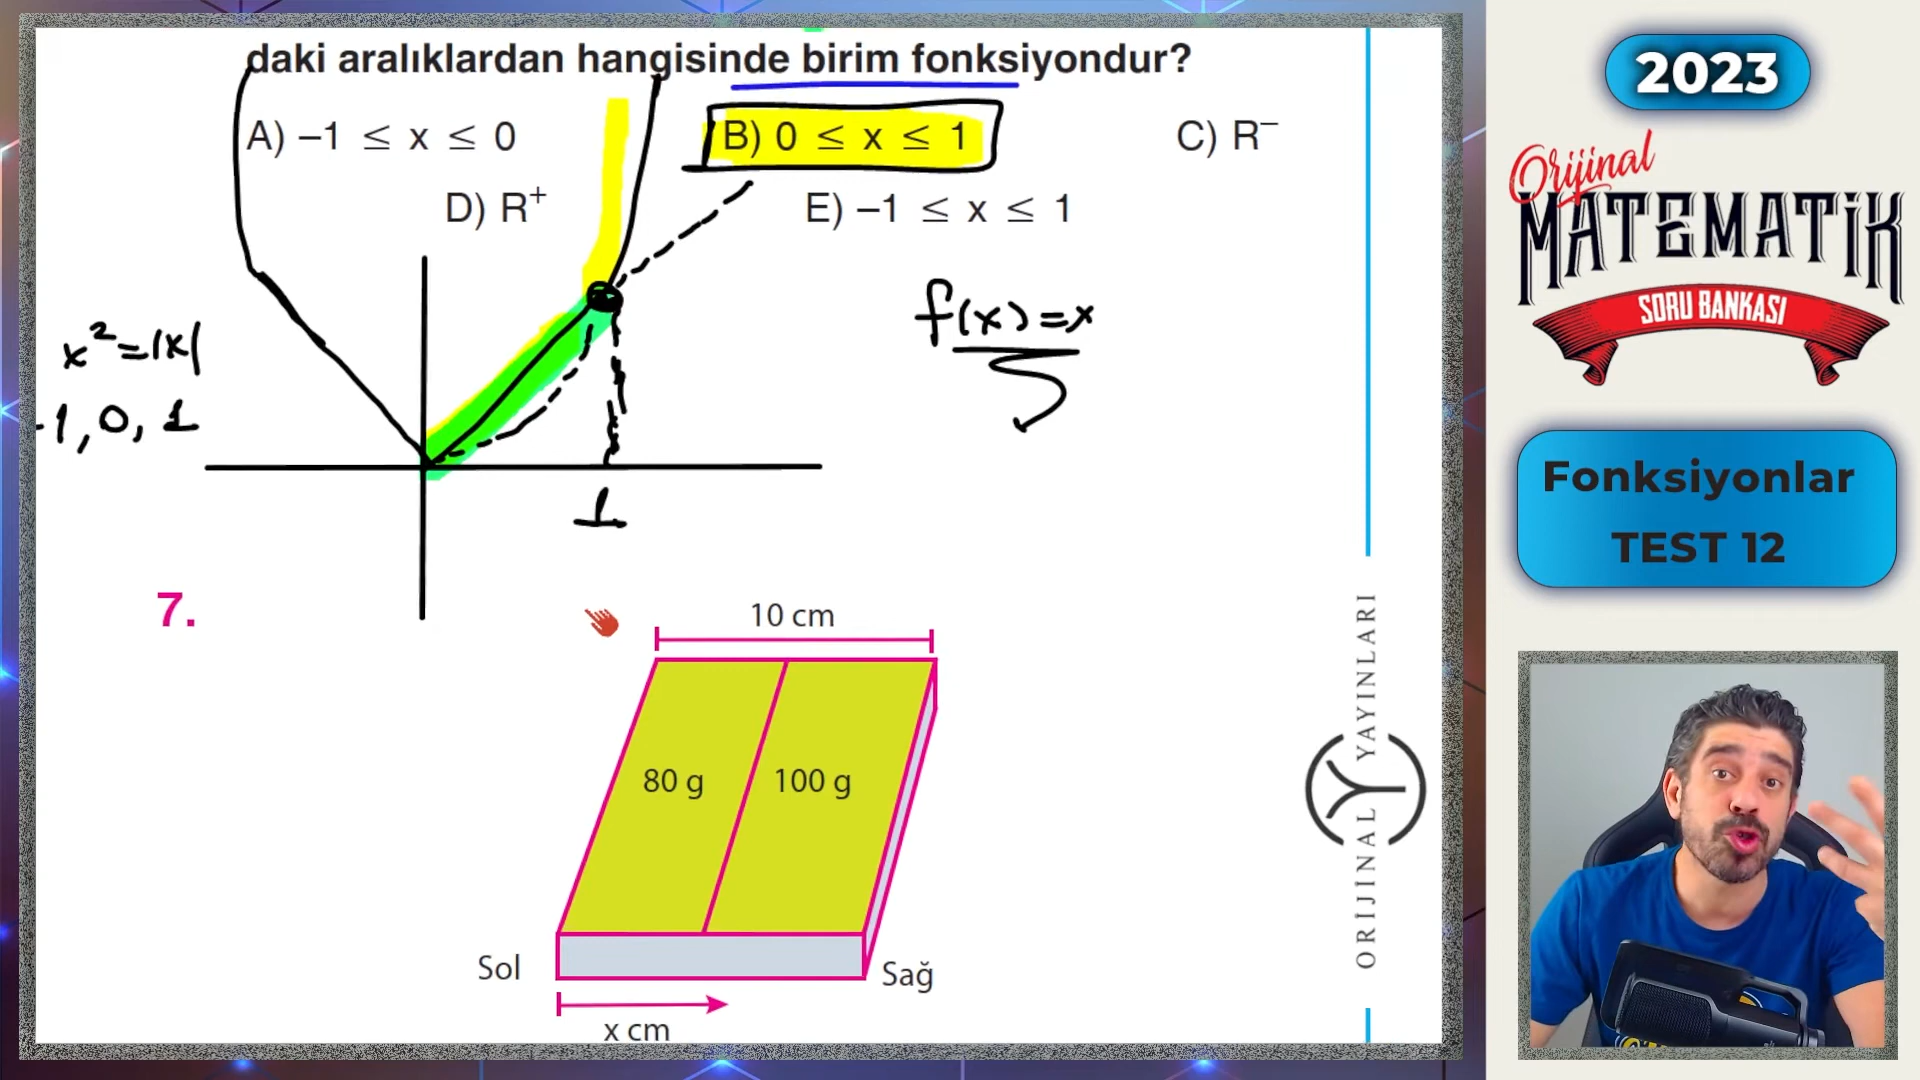 daki aralıklardan hangisinde birim fonksiyondur?
A) –1 ≤ x ≤ 0
B) 0 ≤ x ≤ 1
C) R⁻
D) R⁺
E) –1 ≤ x ≤ 1
x² = |x|
-1, 0, 1
f(x) = x
1
7.
10 cm
80 g
100 g
Sol
Sağ
x cm
ORİJİNAL YAYINLARI
2023
Orijinal
MATEMATİK
SORU BANKASI
Fonksiyonlar
TEST 12